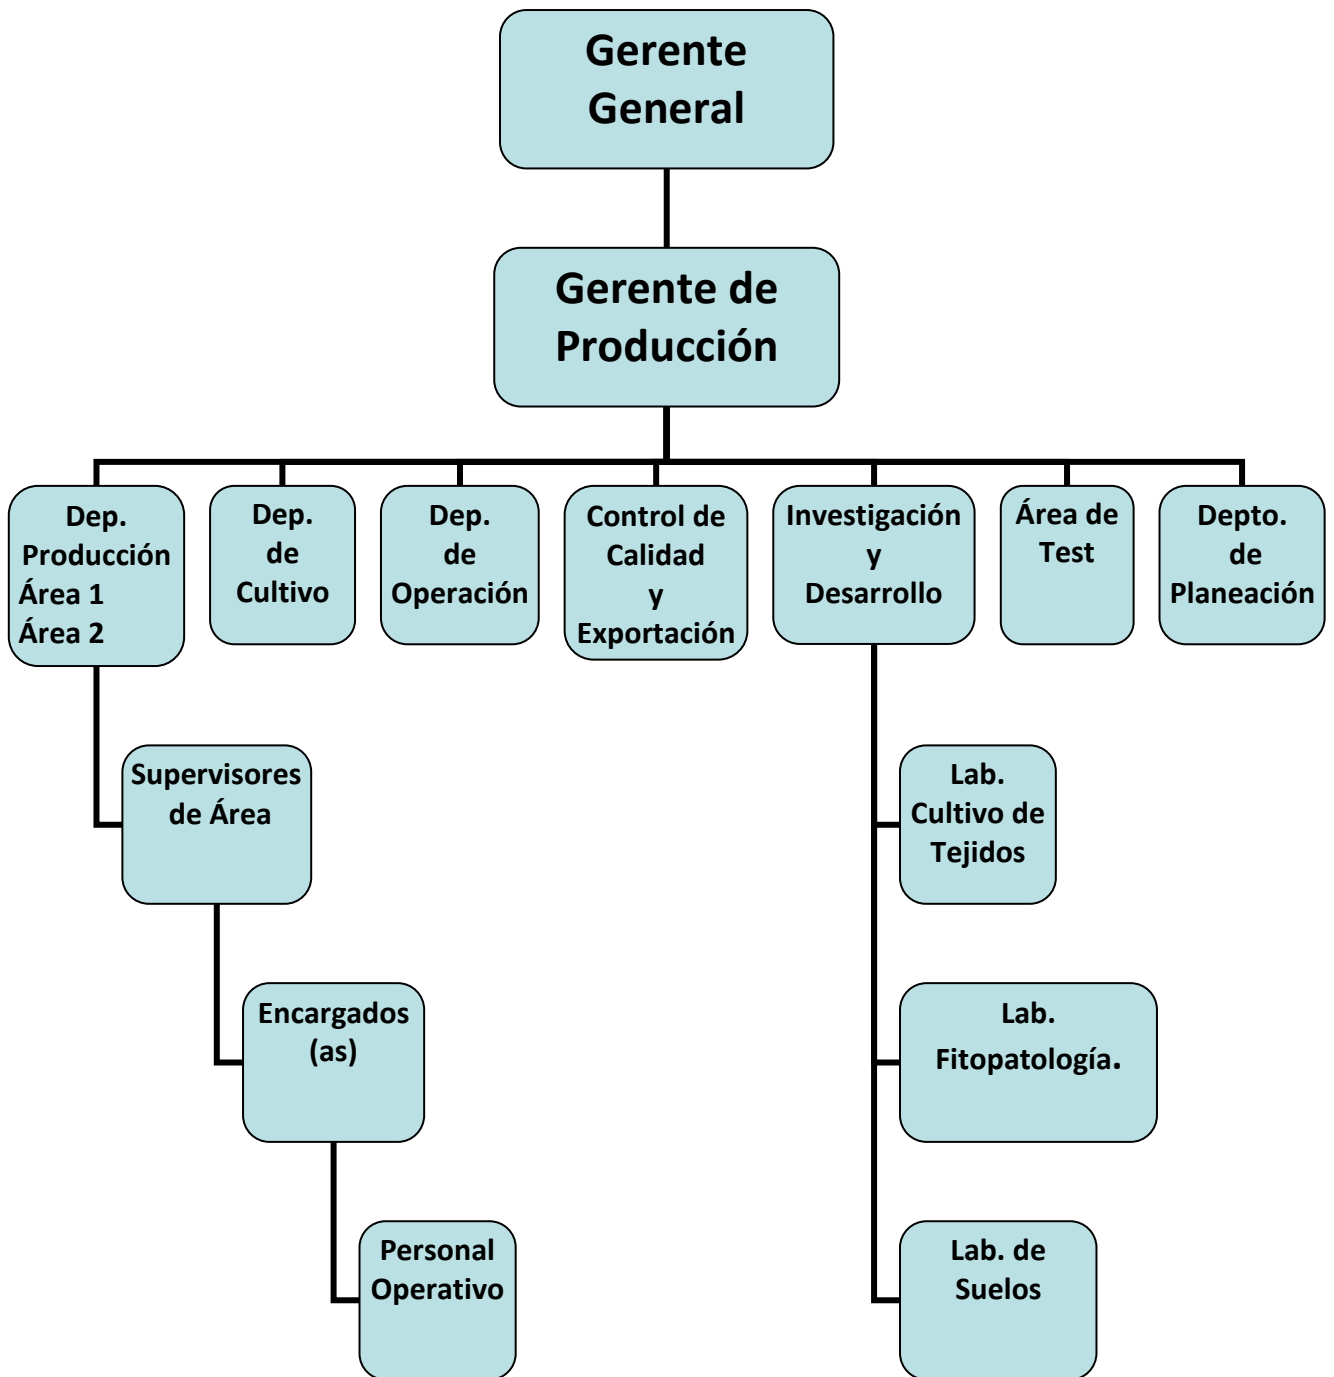 Gerente
General
Gerente de
Producción
Dep.
Producción
Área 1
Área 2
Dep.
de
Cultivo
Dep.
de
Operación
Control de
Calidad
y
Exportación
Investigación
y
Desarrollo
Área de
Test
Depto.
de
Planeación
Supervisores
de Área
Lab.
Cultivo de
Tejidos
Encargados
(as)
Lab.
Fitopatología.
Personal
Operativo
Lab. de
Suelos